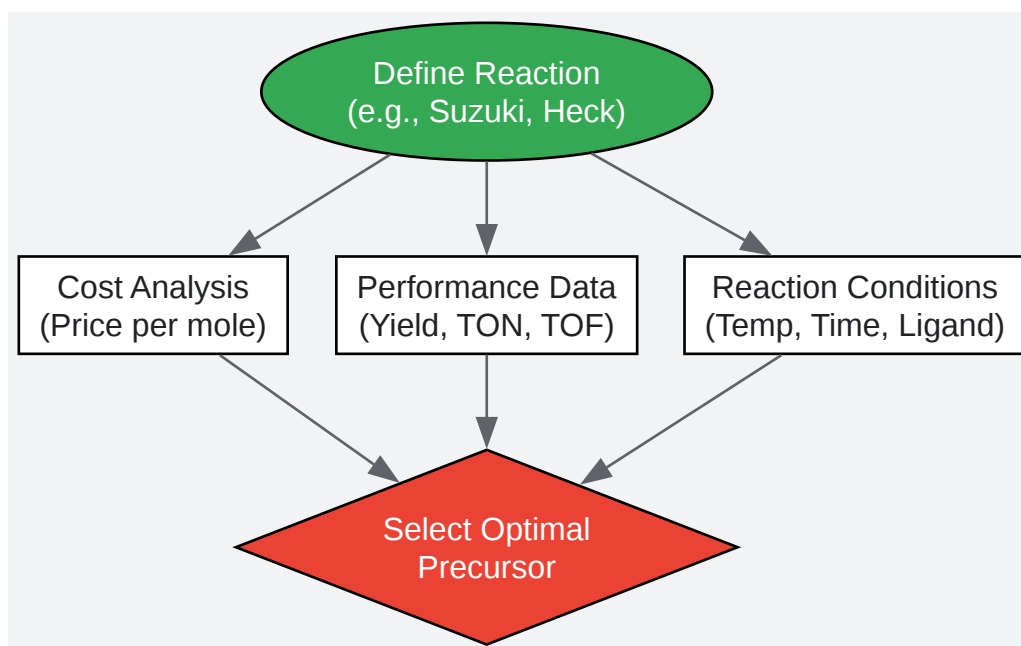 Define Reaction
(e.g., Suzuki, Heck)
Cost Analysis
(Price per mole)
Performance Data
(Yield, TON, TOF)
Reaction Conditions
(Temp, Time, Ligand)
Select Optimal
Precursor